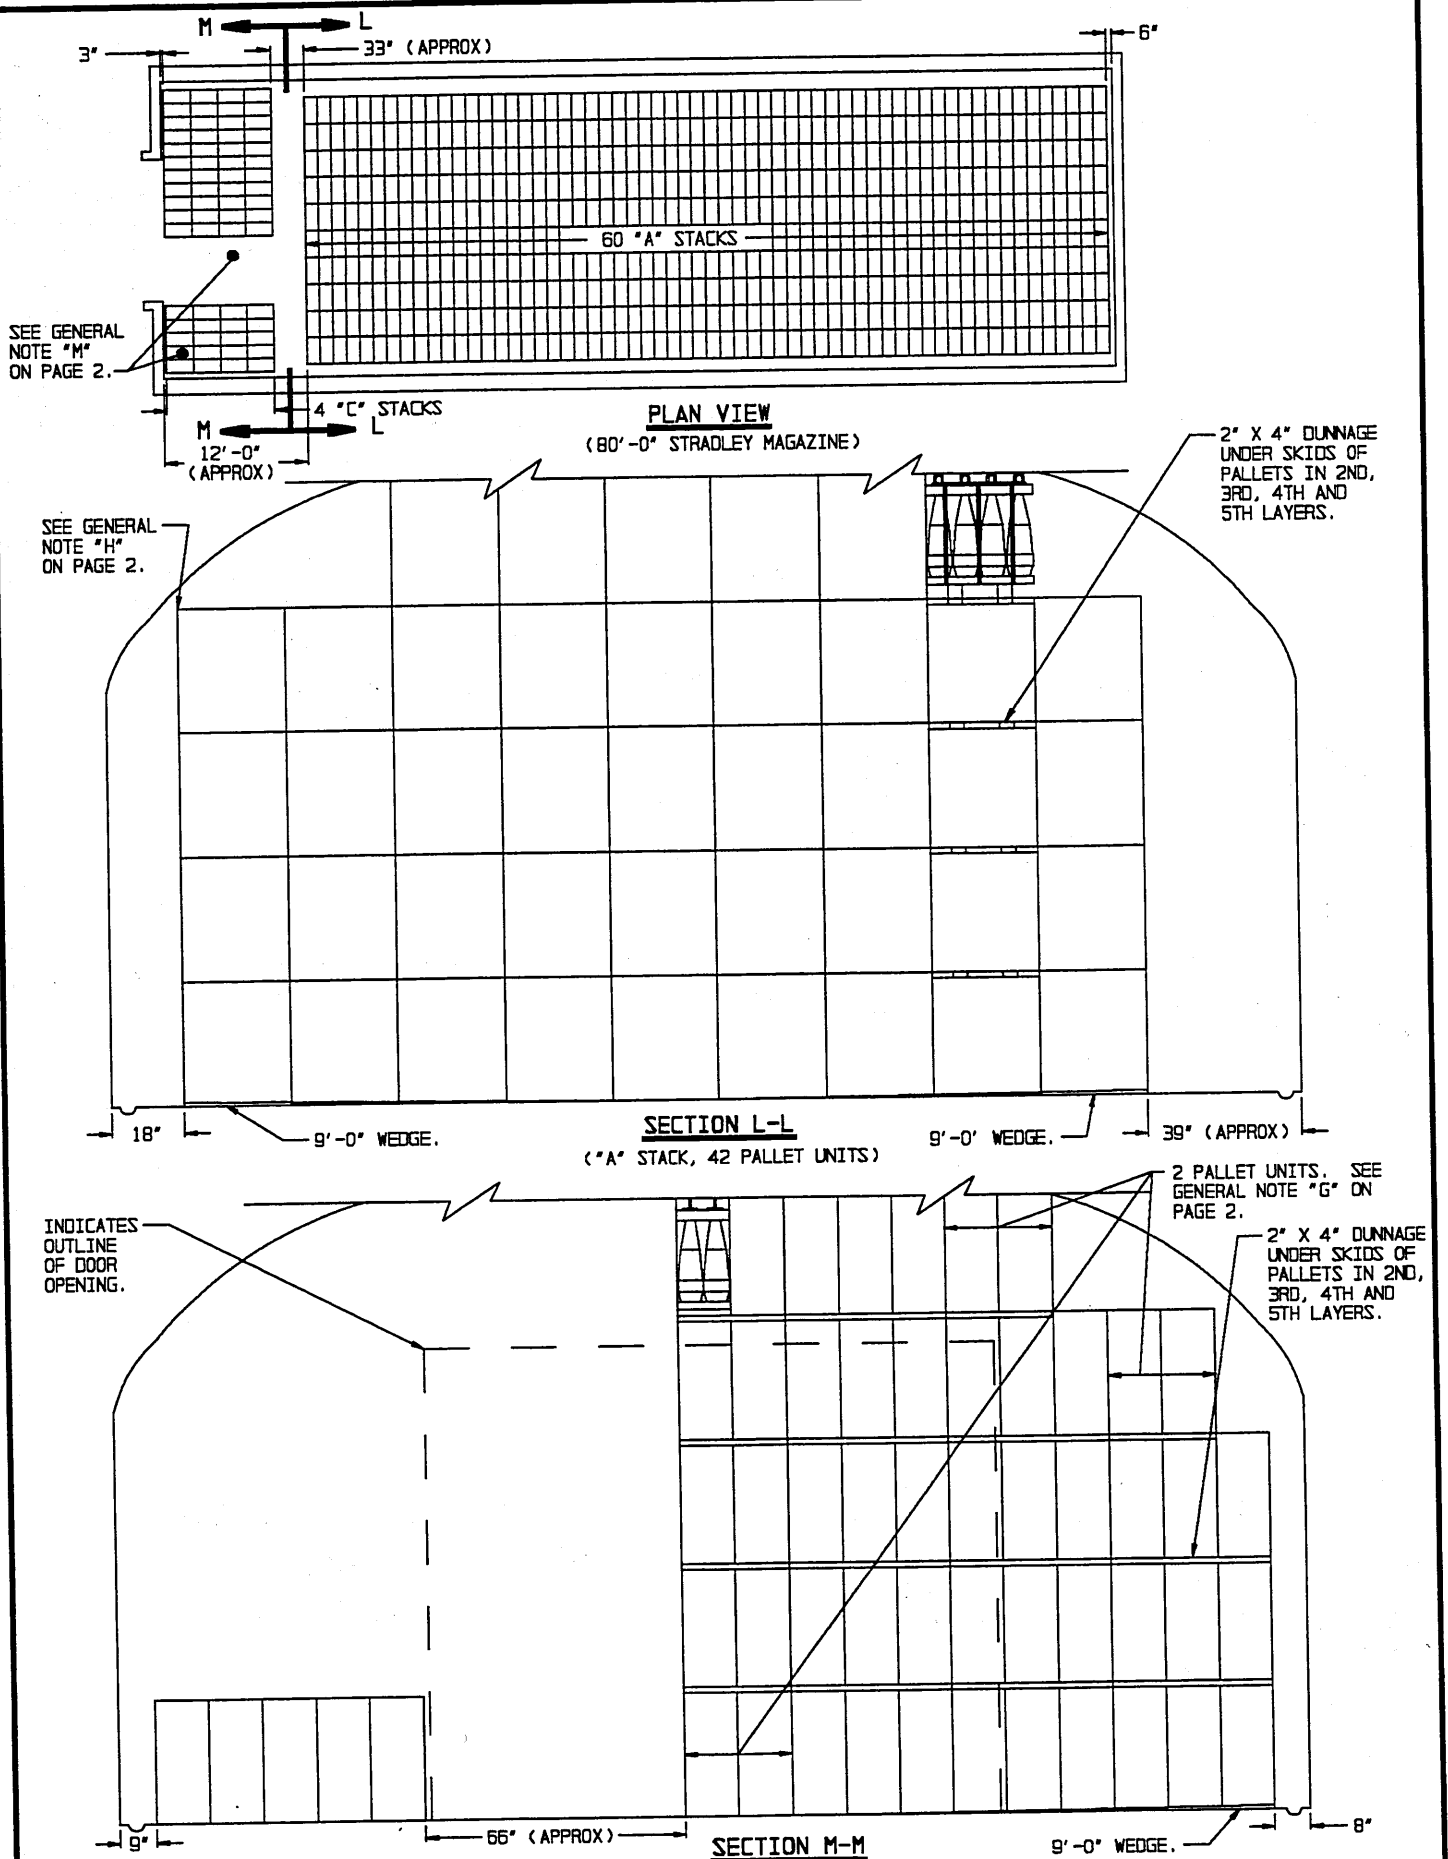 M L
3" 33" (APPROX) 6"
60 "A" STACKS
SEE GENERAL
NOTE "M"
ON PAGE 2.
4 "C" STACKS
M L
12'-0"
(APPROX)
PLAN VIEW
(80'-0" STRADLEY MAGAZINE)
2" X 4" DUNNAGE
UNDER SKIDS OF
PALLETS IN 2ND,
3RD, 4TH AND
5TH LAYERS.
SEE GENERAL
NOTE "H"
ON PAGE 2.
18" 9'-0" WEDGE. 9'-0' WEDGE. 39" (APPROX)
SECTION L-L
("A" STACK, 42 PALLET UNITS)
2 PALLET UNITS. SEE
GENERAL NOTE "G" ON
PAGE 2.
INDICATES
OUTLINE
OF DOOR
OPENING.
2" X 4" DUNNAGE
UNDER SKIDS OF
PALLETS IN 2ND,
3RD, 4TH AND
5TH LAYERS.
9" 66" (APPROX) 9'-0" WEDGE. 8"
SECTION M-M